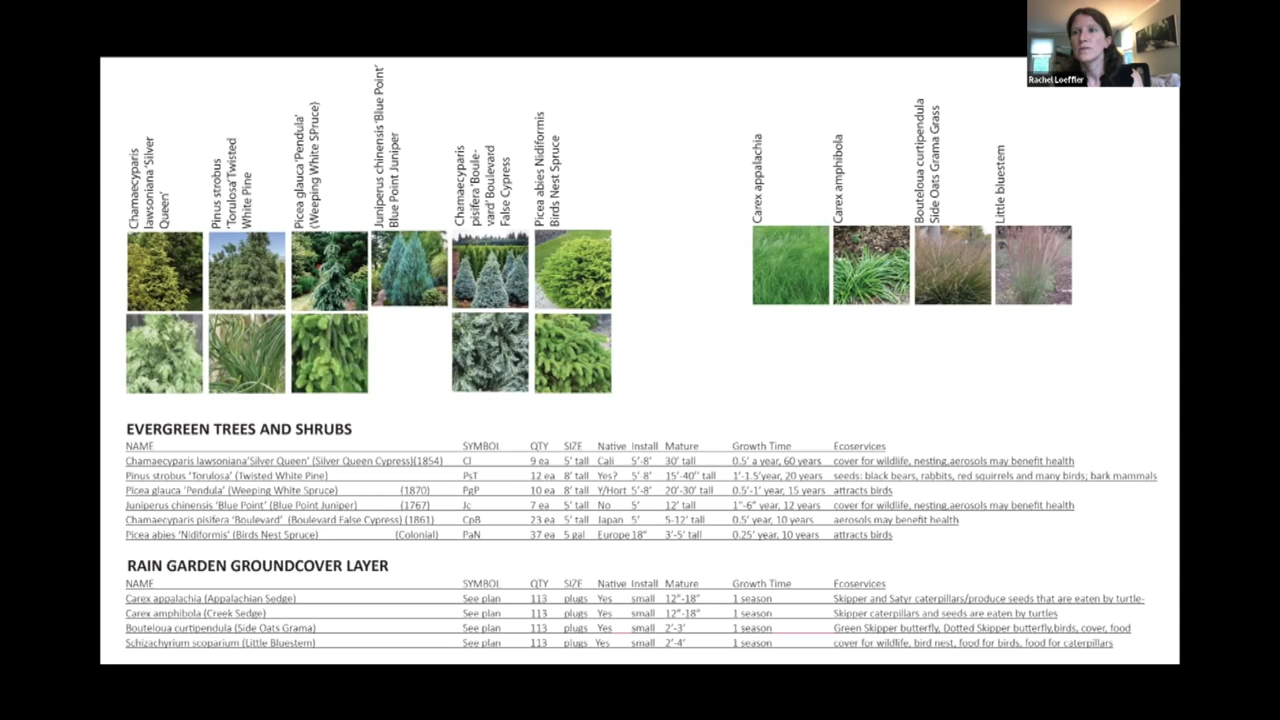 Rachel Loeffler
Chamaecyparis
lawsoniana‘Silver
Queen’
Pinus strobus
‘Torulosa’Twisted
White Pine
Picea glauca ‘Pendula’
(Weeping White SPruce)
Juniperus chinensis ‘Blue Point’
Blue Point Juniper
Chamaecyparis
pisifera ‘Boule-
vard’ Boulevard
False Cypress
Picea abies Nidiformis
Birds Nest Spruce
Carex appalachia
Carex amphibola
Bouteloua curtipendula
Side Oats Grama Grass
Little bluestem
EVERGREEN TREES AND SHRUBS
NAME SYMBOL QTY SIZE Native Install Mature Growth Time Ecoservices
Chamaecyparis lawsoniana‘Silver Queen’ (Silver Queen Cypress)(1854) Cl 9 ea 5’ tall Cali 5’-8’ 30’ tall 0.5’ a year, 60 years cover for wildlife, nesting,aerosols may benefit health
Pinus strobus ‘Torulosa’ (Twisted White Pine) PsT 12 ea 8’ tall Yes? 5’ 8’ 15’-40’’ tall 1’-1.5’year, 20 years seeds: black bears, rabbits, red squirrels and many birds; bark mammals
Picea glauca ‘Pendula’ (Weeping White Spruce) (1870) PgP 10 ea 8’ tall Y/Hort 5’-8’ 20’-30’ tall 0.5’-1’ year, 15 years attracts birds
Juniperus chinensis ‘Blue Point’ (Blue Point Juniper) (1767) Jc 7 ea 5’ tall No 5’ 12’ tall 1"-6” year, 12 years cover for wildlife, nesting,aerosols may benefit health
Chamaecyparis pisifera ‘Boulevard’ (Boulevard False Cypress) (1861) CpB 23 ea 5’ tall Japan 5’ 5-12’ tall 0.5’ year, 10 years aerosols may benefit health
Picea abies ‘Nidiformis’ (Birds Nest Spruce) (Colonial) PaN 37 ea 5 gal Europe 18” 3’-5’ tall 0.25’ year, 10 years attracts birds
RAIN GARDEN GROUNDCOVER LAYER
NAME SYMBOL QTY SIZE Native Install Mature Growth Time Ecoservices
Carex appalachia (Appalachian Sedge) See plan 113 plugs Yes small 12”-18” 1 season Skipper and Satyr caterpillars/produce seeds that are eaten by turtle-
Carex amphibola (Creek Sedge) See plan 113 plugs Yes small 12”-18” 1 season Skipper caterpillars and seeds are eaten by turtles
Bouteloua curtipendula (Side Oats Grama) See plan 113 plugs Yes small 2’-3’ 1 season Green Skipper butterfly, Dotted Skipper butterfly,birds, cover, food
Schizachyrium scoparium (Little Bluestem) See plan 113 plugs Yes small 2’-4’ 1 season cover for wildlife, bird nest, food for birds, food for caterpillars